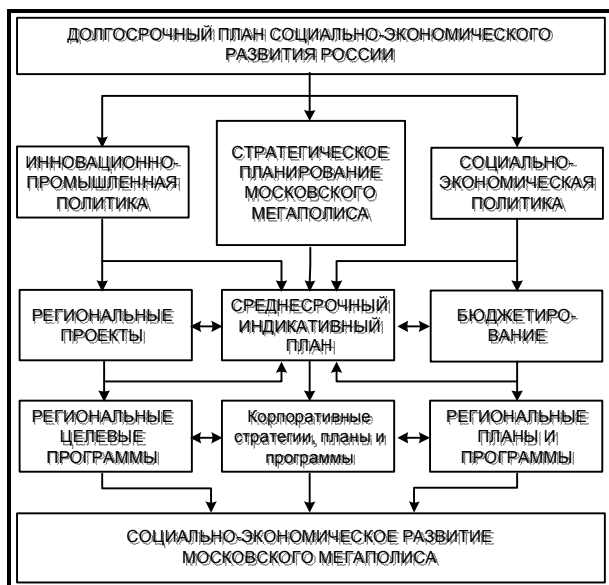 ДОЛГОСРОЧНЫЙ ПЛАН СОЦИАЛЬНО-ЭКОНОМИЧЕСКОГО
РАЗВИТИЯ РОССИИ
ИННОВАЦИОННО-
ПРОМЫШЛЕННАЯ
ПОЛИТИКА
СТРАТЕГИЧЕСКОЕ
ПЛАНИРОВАНИЕ
МОСКОВСКОГО
МЕГАПОЛИСА
СОЦИАЛЬНО-
ЭКОНОМИЧЕСКАЯ
ПОЛИТИКА
РЕГИОНАЛЬНЫЕ
ПРОЕКТЫ
СРЕДНЕСРОЧНЫЙ
ИНДИКАТИВНЫЙ
ПЛАН
БЮДЖЕТИРО-
ВАНИЕ
РЕГИОНАЛЬНЫЕ
ЦЕЛЕВЫЕ
ПРОГРАММЫ
Корпоративные
стратегии, планы и
программы
РЕГИОНАЛЬНЫЕ
ПЛАНЫ И
ПРОГРАММЫ
СОЦИАЛЬНО-ЭКОНОМИЧЕСКОЕ РАЗВИТИЕ
МОСКОВСКОГО МЕГАПОЛИСА